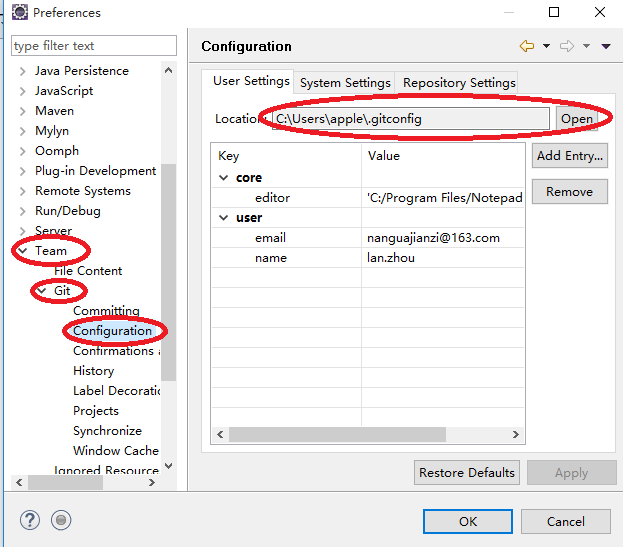 Preferences
type filter text
Java Persistence
JavaScript
Maven
Mylyn
Oomph
Plug-in Development
Remote Systems
Run/Debug
Server
Team
File Content
Git
Committing
Configuration
Confirmations a
History
Label Decoratio
Projects
Synchronize
Window Cache
Ignored Resource
Configuration
User Settings System Settings Repository Settings
Location: C:\Users\apple\.gitconfig Open
Key Value
core
editor 'C:/Program Files/Notepad
user
email nanguajianzi@163.com
name lan.zhou
Add Entry...
Remove
Restore Defaults Apply
OK Cancel